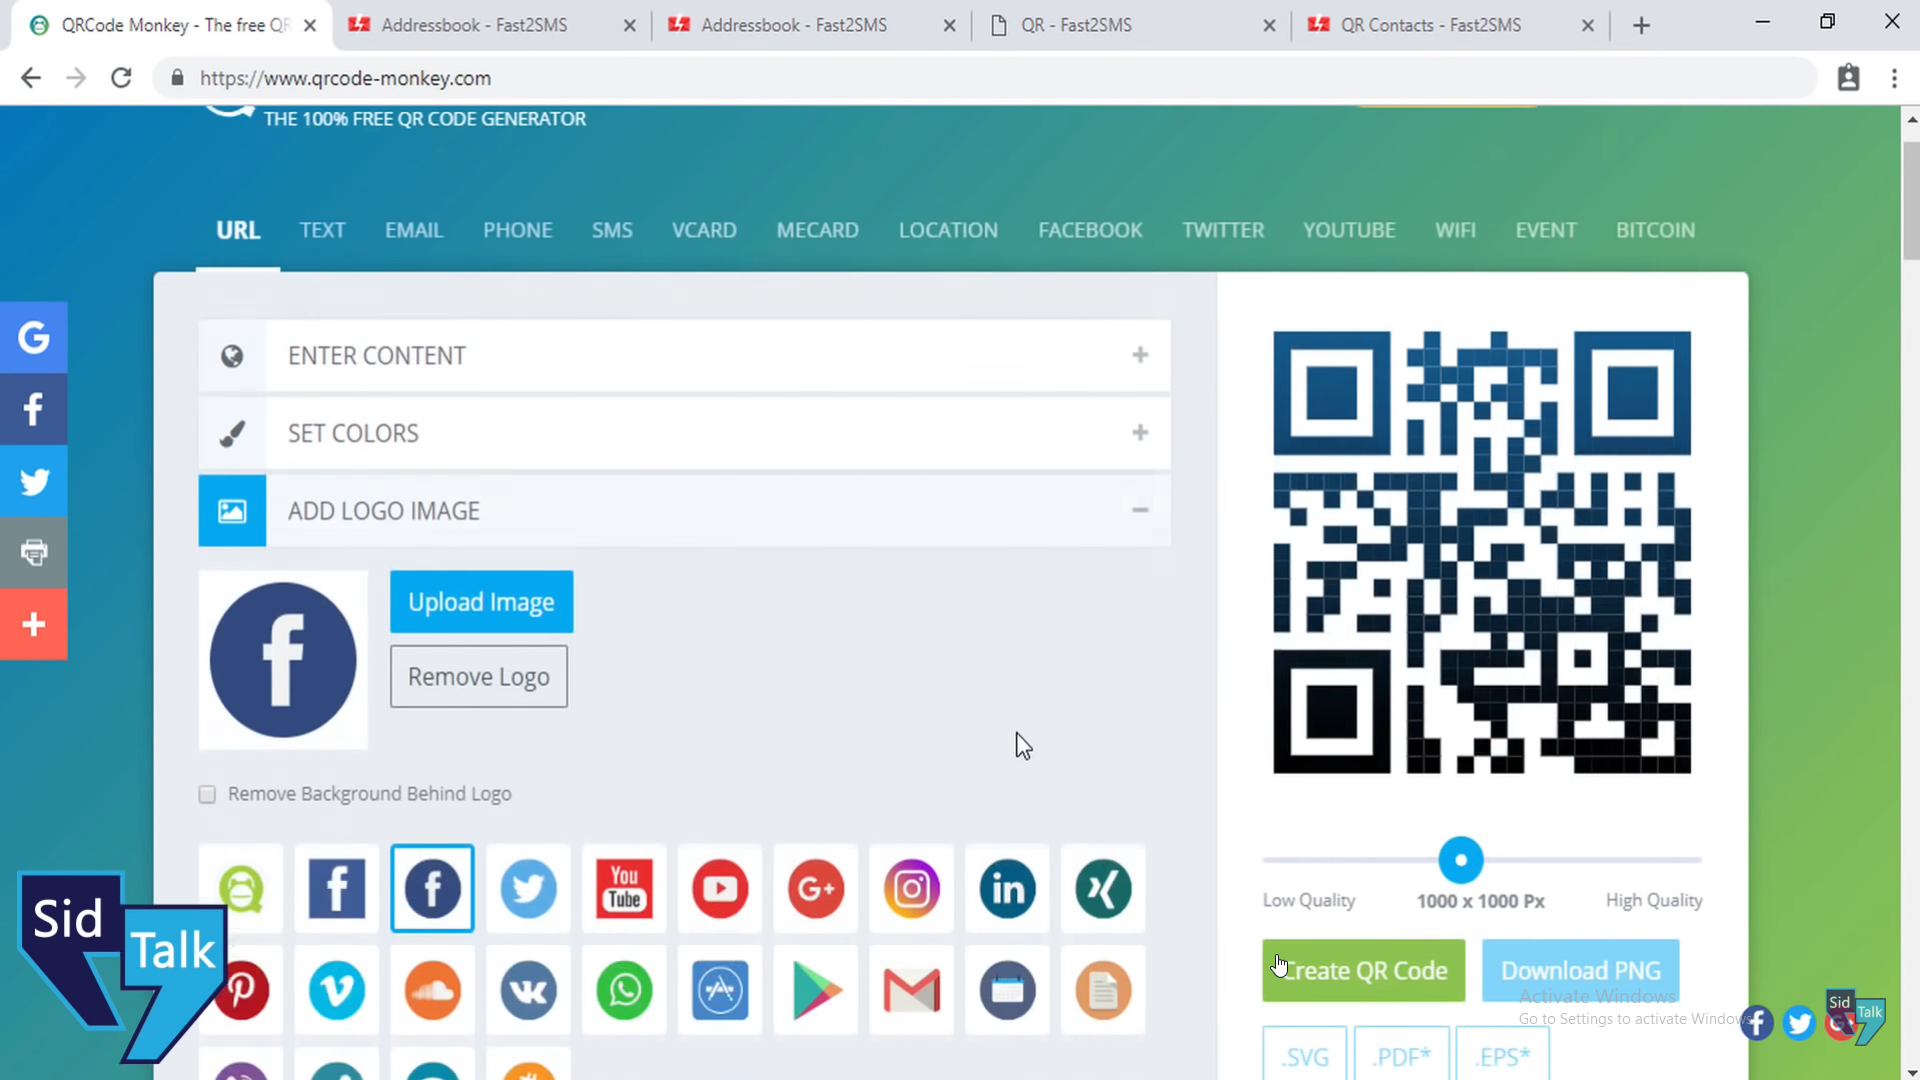 QRCode Monkey - The free QR
Addressbook - Fast2SMS
Addressbook - Fast2SMS
QR - Fast2SMS
QR Contacts - Fast2SMS
https://www.qrcode-monkey.com
THE 100% FREE QR CODE GENERATOR
URL TEXT EMAIL PHONE SMS VCARD MECARD LOCATION FACEBOOK TWITTER YOUTUBE WIFI EVENT BITCOIN
ENTER CONTENT
SET COLORS
ADD LOGO IMAGE
Upload Image
Remove Logo
Remove Background Behind Logo
You
Tube
G+
in
Low Quality
1000 x 1000 Px
High Quality
Create QR Code
Download PNG
Activate Windows
Go to Settings to activate Windows
.SVG
.PDF*
.EPS*
Sid
Talk
Sid
Talk